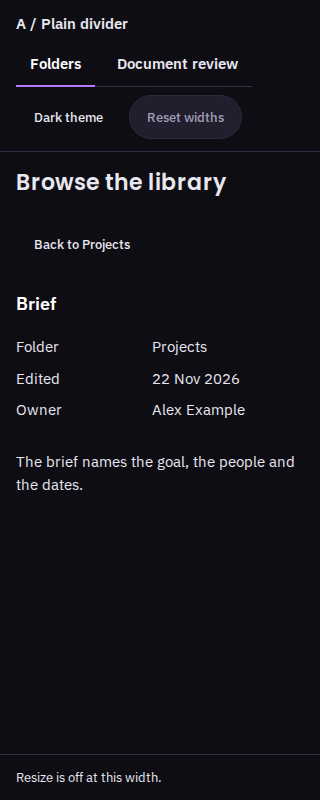 A / Plain divider
Folders Document review
Dark theme Reset widths
Browse the library
Back to Projects
Brief
Folder Projects
Edited 22 Nov 2026
Owner Alex Example
The brief names the goal, the people and
the dates.
Resize is off at this width.